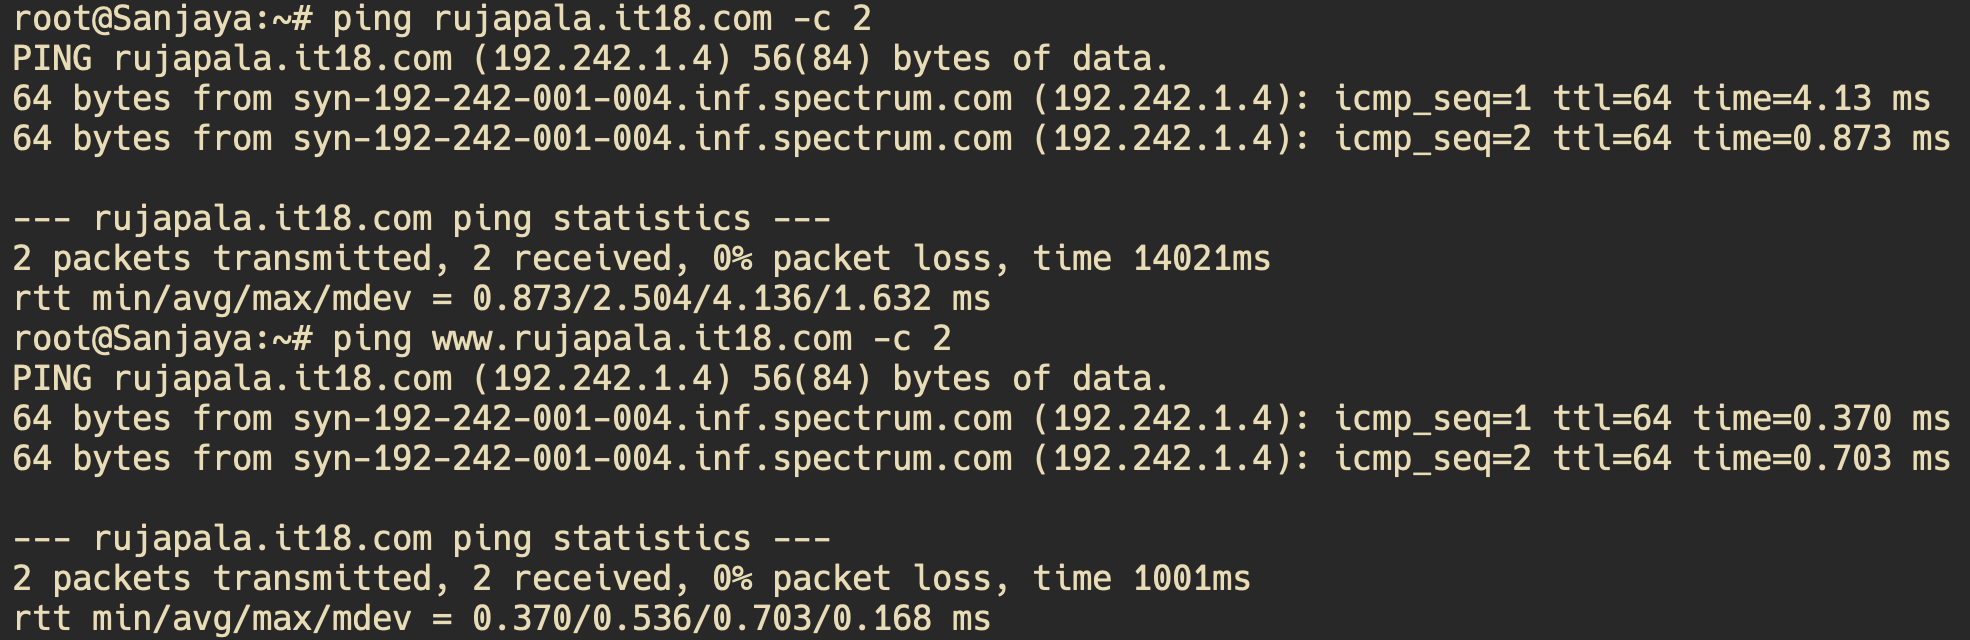 root@Sanjaya:~# ping rujapala.it18.com -c 2
PING rujapala.it18.com (192.242.1.4) 56(84) bytes of data.
64 bytes from syn-192-242-001-004.inf.spectrum.com (192.242.1.4): icmp_seq=1 ttl=64 time=4.13 ms
64 bytes from syn-192-242-001-004.inf.spectrum.com (192.242.1.4): icmp_seq=2 ttl=64 time=0.873 ms

--- rujapala.it18.com ping statistics ---
2 packets transmitted, 2 received, 0% packet loss, time 14021ms
rtt min/avg/max/mdev = 0.873/2.504/4.136/1.632 ms
root@Sanjaya:~# ping www.rujapala.it18.com -c 2
PING rujapala.it18.com (192.242.1.4) 56(84) bytes of data.
64 bytes from syn-192-242-001-004.inf.spectrum.com (192.242.1.4): icmp_seq=1 ttl=64 time=0.370 ms
64 bytes from syn-192-242-001-004.inf.spectrum.com (192.242.1.4): icmp_seq=2 ttl=64 time=0.703 ms

--- rujapala.it18.com ping statistics ---
2 packets transmitted, 2 received, 0% packet loss, time 1001ms
rtt min/avg/max/mdev = 0.370/0.536/0.703/0.168 ms